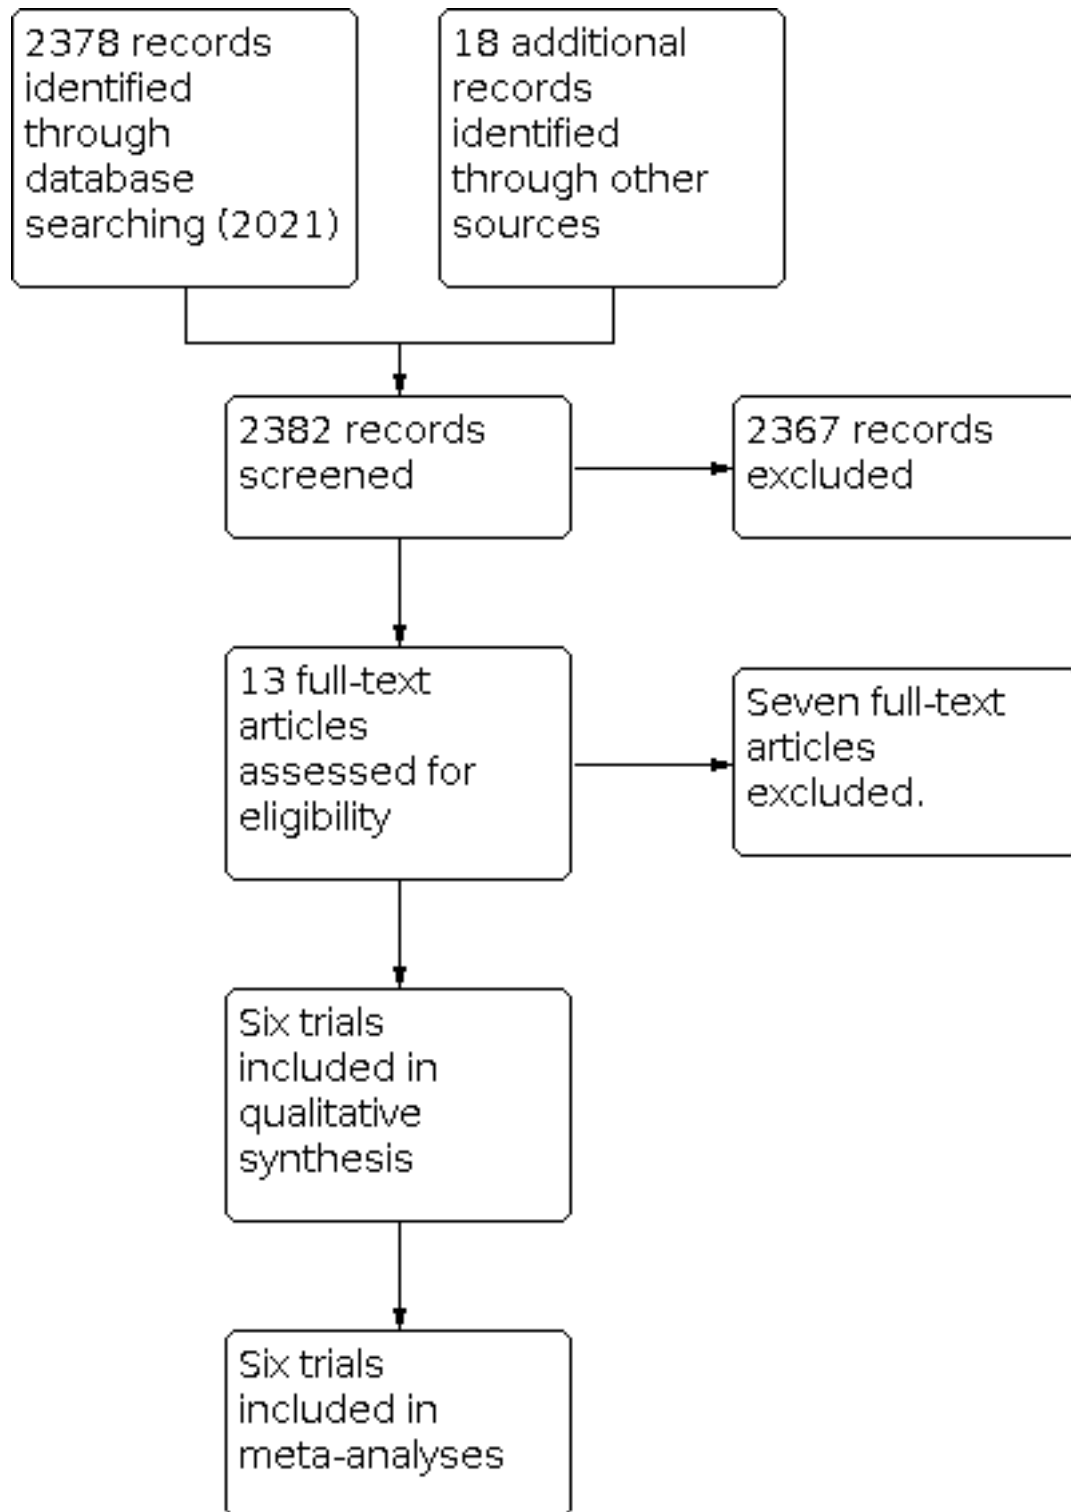 2378 records
identified
through
database
searching (2021)
18 additional
records
identified
through other
sources
2382 records
screened
2367 records
excluded
13 full-text
articles
assessed for
eligibility
Seven full-text
articles
excluded.
Six trials
included in
qualitative
synthesis
Six trials
included in
meta-analyses